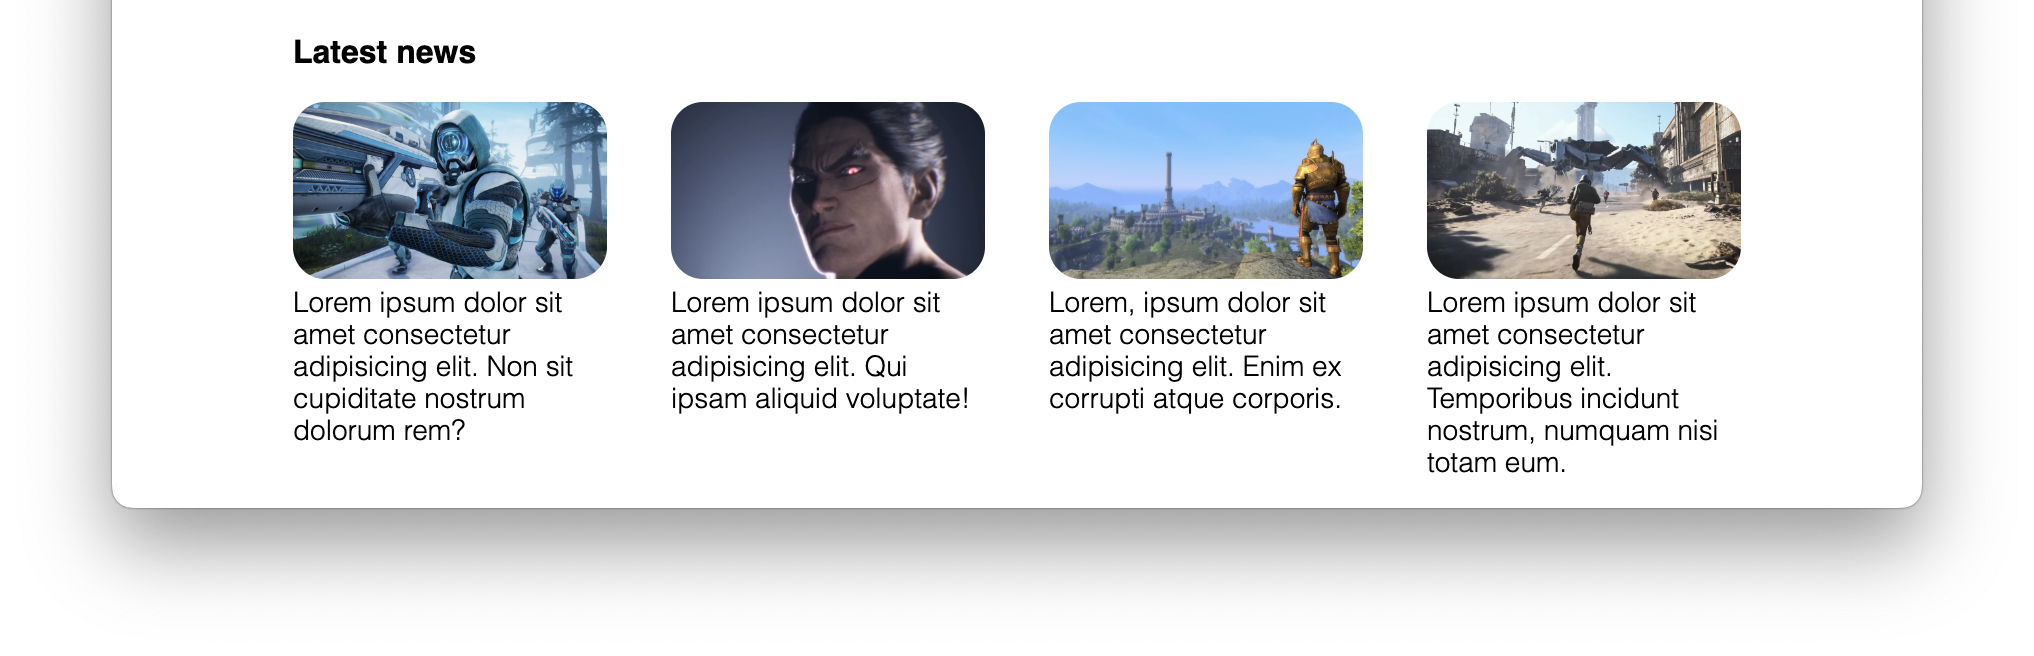 Latest news
Lorem ipsum dolor sit
amet consectetur
adipisicing elit. Non sit
cupiditate nostrum
dolorum rem?
Lorem ipsum dolor sit
amet consectetur
adipisicing elit. Qui
ipsam aliquid voluptate!
Lorem, ipsum dolor sit
amet consectetur
adipisicing elit. Enim ex
corrupti atque corporis.
Lorem ipsum dolor sit
amet consectetur
adipisicing elit.
Temporibus incidunt
nostrum, numquam nisi
totam eum.